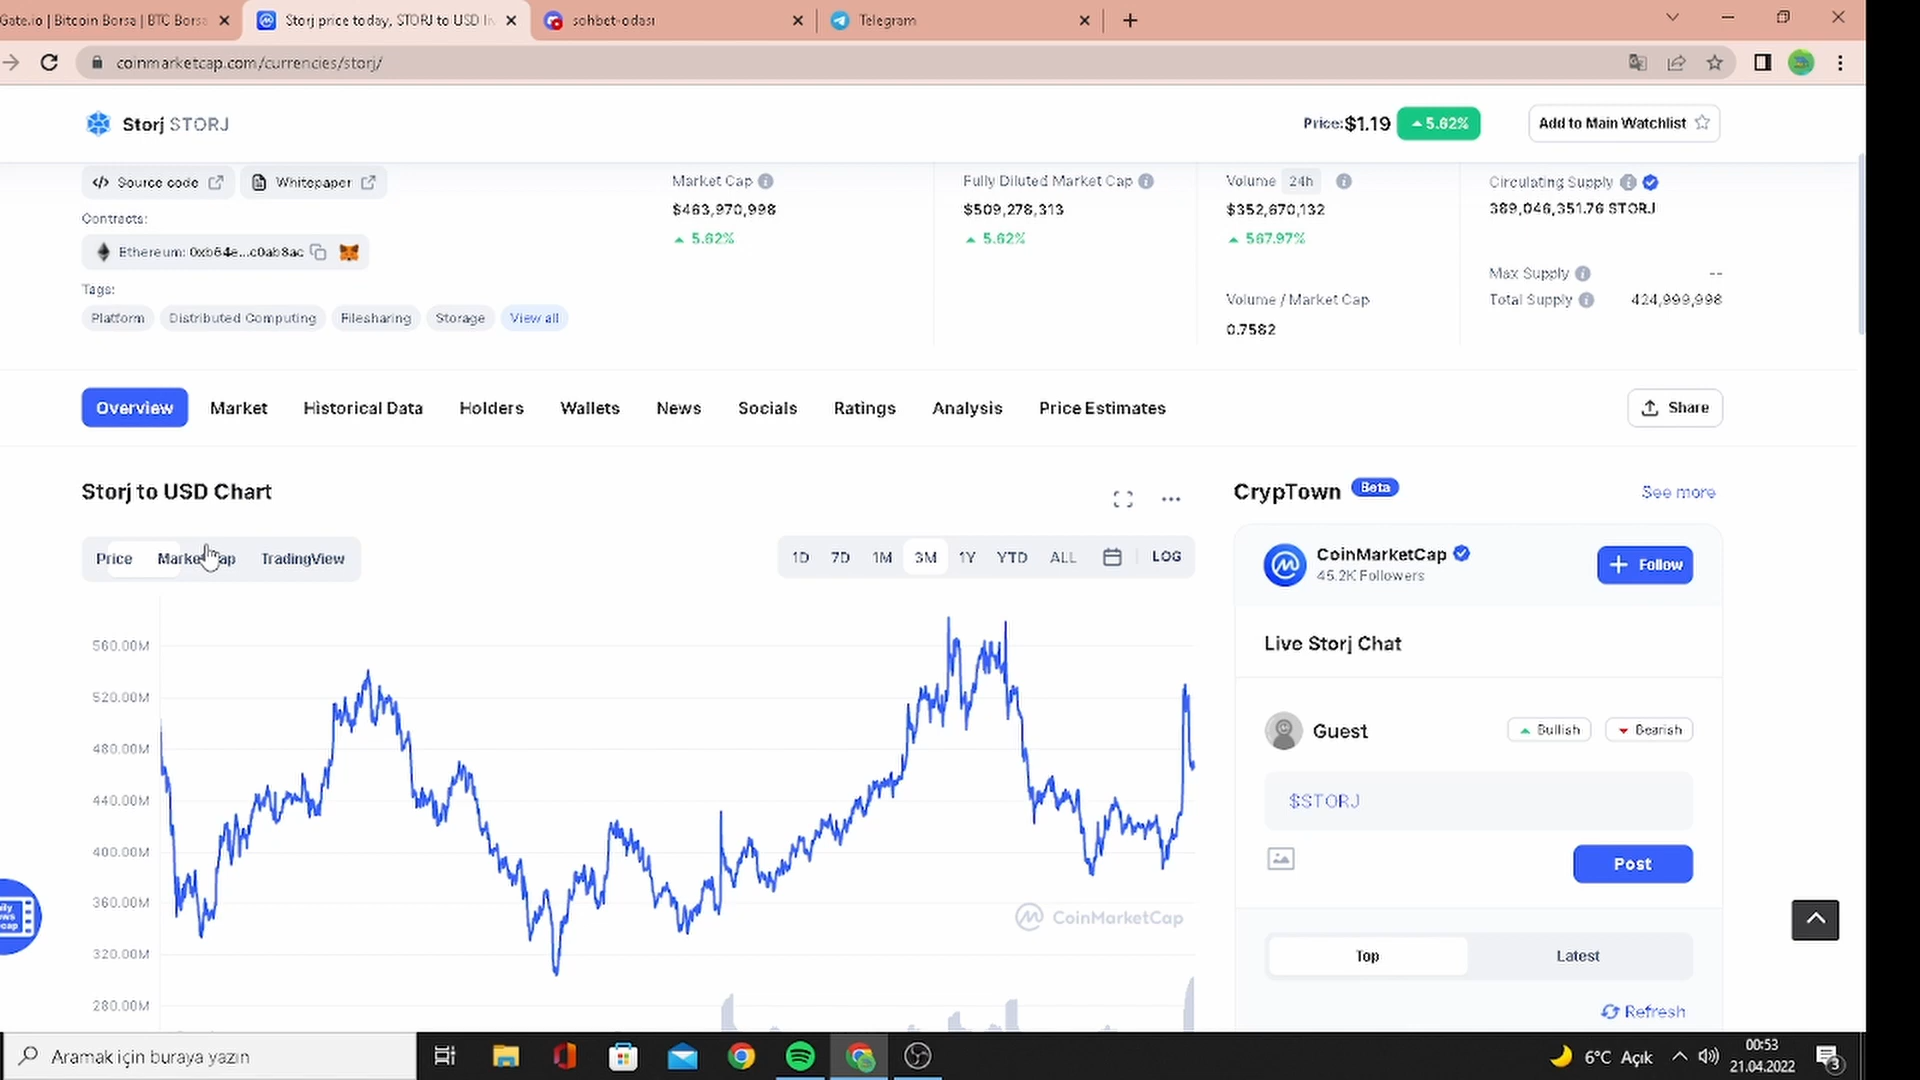 Gate.io | Bitcoin Borsa | BTC Borsa
Storj price today, STORJ to USD li
sohbet-odası
Telegram
coinmarketcap.com/currencies/storj/
Storj STORJ
Price: $1.19
5.62%
Add to Main Watchlist
Source code
Whitepaper
Contracts:
Ethereum: 0xb64e...c0ab8ac
Tags:
Platform
Distributed Computing
Filesharing
Storage
View all
Market Cap
$463,970,998
5.62%
Fully Diluted Market Cap
$509,278,313
5.62%
Volume 24h
$352,670,132
567.97%
Volume / Market Cap
0.7582
Circulating Supply
389,046,351.76 STORJ
Max Supply --
Total Supply 424,999,998
Overview
Market
Historical Data
Holders
Wallets
News
Socials
Ratings
Analysis
Price Estimates
Share
Storj to USD Chart
Price
Market Cap
TradingView
1D 7D 1M 3M 1Y YTD ALL LOG
560.00M
520.00M
480.00M
440.00M
400.00M
360.00M
320.00M
280.00M
CoinMarketCap
CrypTown Beta
See more
CoinMarketCap
45.2K Followers
Follow
Live Storj Chat
Guest
Bullish
Bearish
$STORJ
Post
Top
Latest
Refresh
Aramak için buraya yazın
6°C Açık
00:53
21.04.2022
3